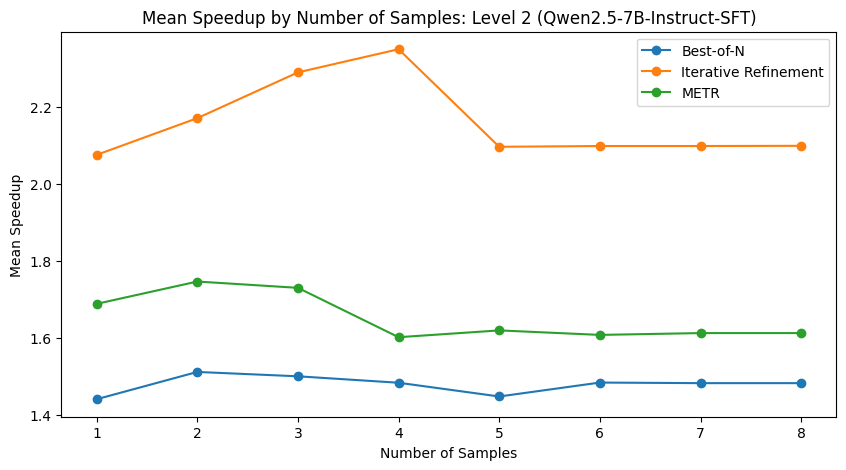 Mean Speedup by Number of Samples: Level 2 (Qwen2.5-7B-Instruct-SFT)
Best-of-N
Iterative Refinement
METR
Mean Speedup
2.2
2.0
1.8
1.6
1.4
1 2 3 4 5 6 7 8
Number of Samples